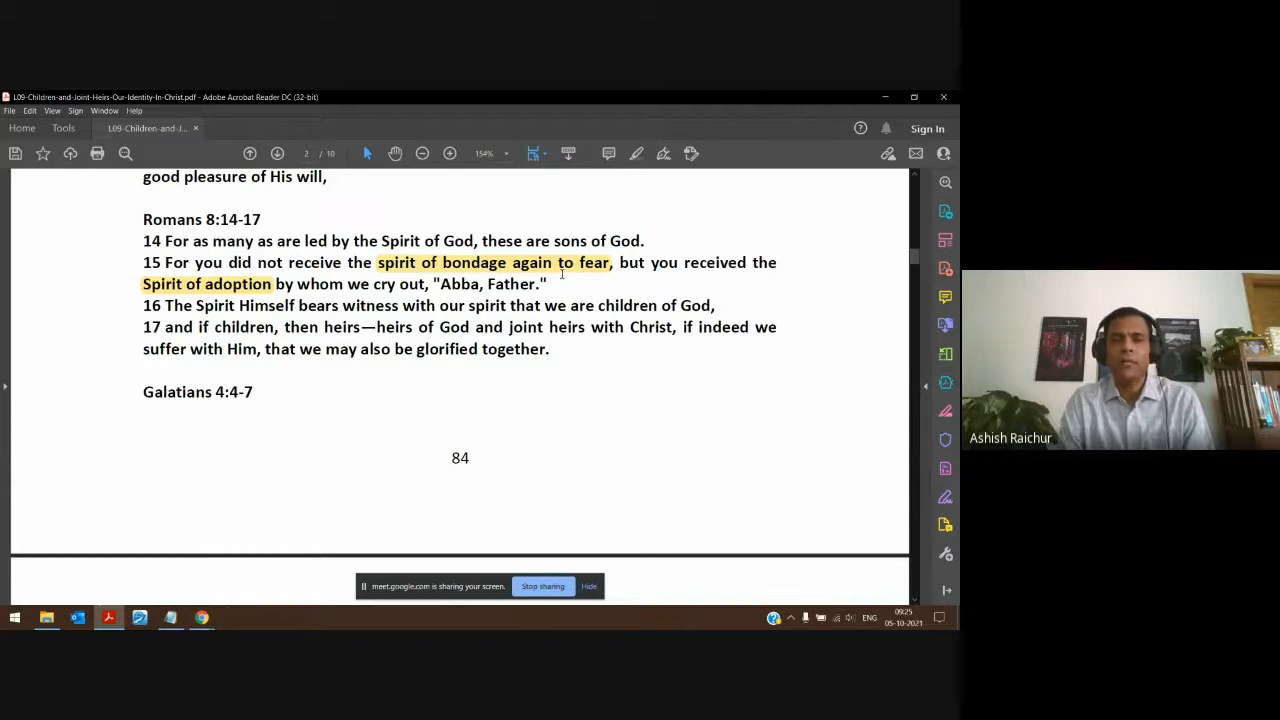 L09-Children-and-Joint-Heirs-Our-Identity-In-Christ.pdf - Adobe Acrobat Reader DC (32-bit)
File Edit View Sign Window Help
Home Tools L09-Children-and-J... × Sign In
2 / 10 154%
good pleasure of His will,
Romans 8:14-17
14 For as many as are led by the Spirit of God, these are sons of God.
15 For you did not receive the spirit of bondage again to fear, but you received the
Spirit of adoption by whom we cry out, "Abba, Father."
16 The Spirit Himself bears witness with our spirit that we are children of God,
17 and if children, then heirs—heirs of God and joint heirs with Christ, if indeed we
suffer with Him, that we may also be glorified together.
Galatians 4:4-7
84
meet.google.com is sharing your screen. Stop sharing Hide
ENG 09:25
05-10-2021
Ashish Raichur